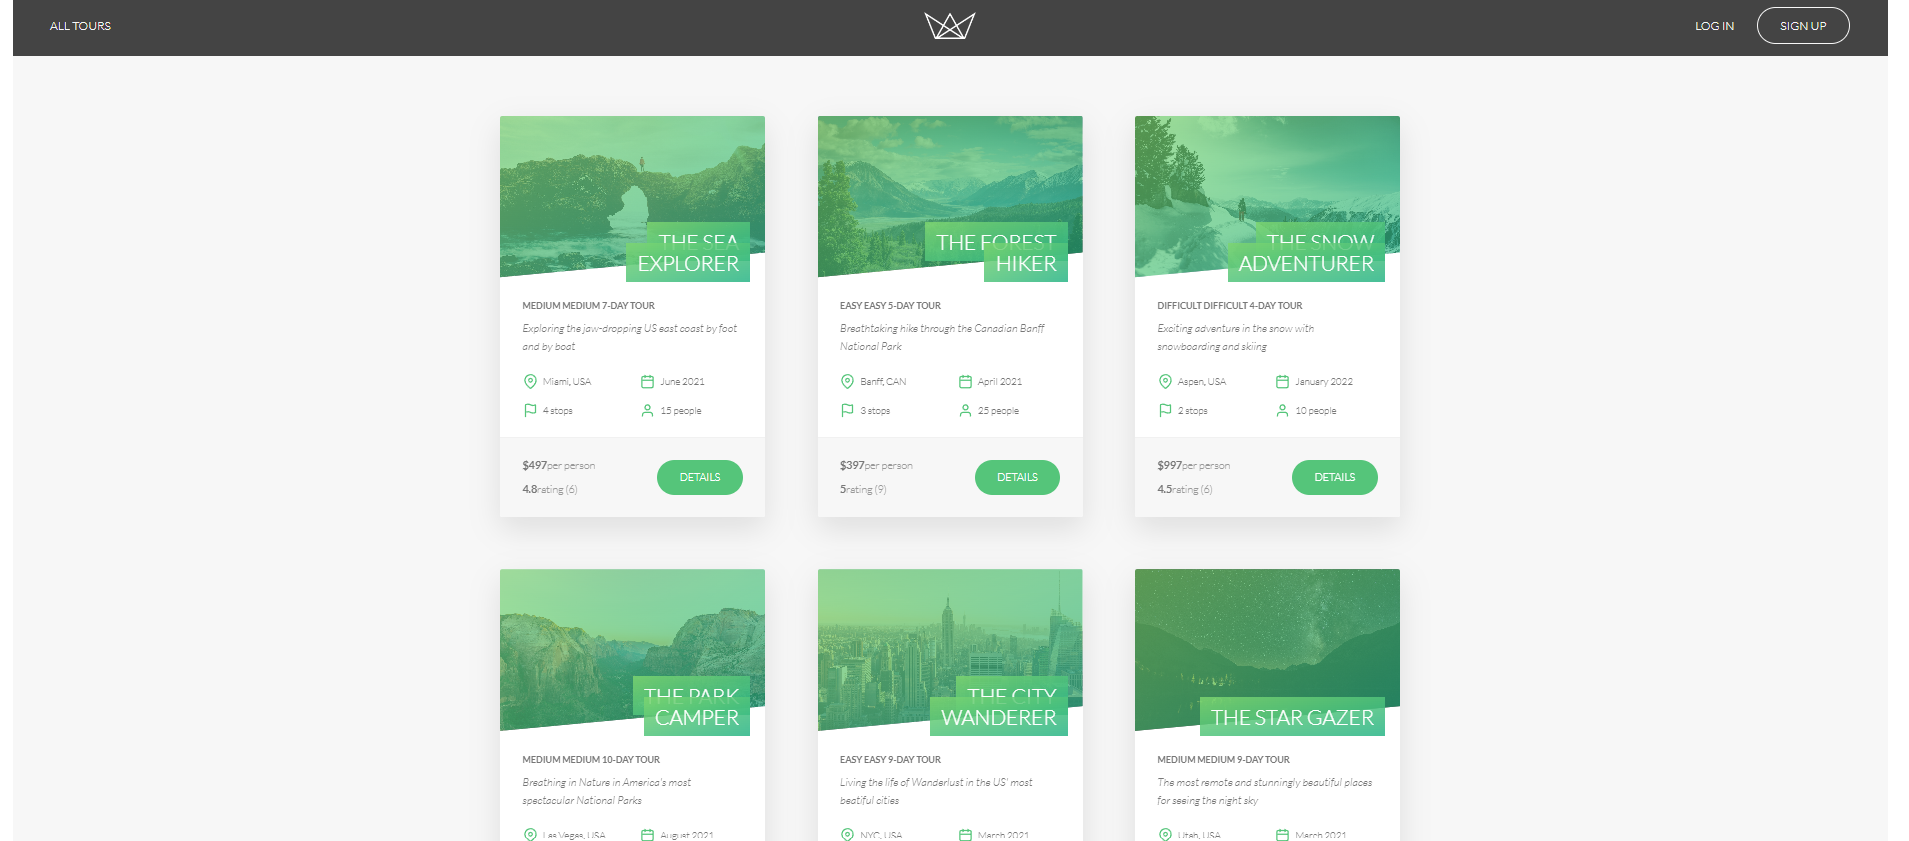 ALL TOURS
LOG IN
SIGN UP
THE SEA
EXPLORER
MEDIUM MEDIUM 7-DAY TOUR
Exploring the jaw-dropping US east coast by foot
and by boat
Miami, USA
June 2021
4 stops
15 people
$497per person
4.8rating (6)
DETAILS
THE FOREST
HIKER
EASY EASY 5-DAY TOUR
Breathtaking hike through the Canadian Banff
National Park
Banff, CAN
April 2021
3 stops
25 people
$397per person
5rating (9)
DETAILS
THE SNOW
ADVENTURER
DIFFICULT DIFFICULT 4-DAY TOUR
Exciting adventure in the snow with
snowboarding and skiing
Aspen, USA
January 2022
2 stops
10 people
$997per person
4.5rating (6)
DETAILS
THE PARK
CAMPER
MEDIUM MEDIUM 10-DAY TOUR
Breathing in Nature in America's most
spectacular National Parks
Las Vegas, USA
August 2021
THE CITY
WANDERER
EASY EASY 9-DAY TOUR
Living the life of Wanderlust in the US' most
beatiful cities
NYC, USA
March 2021
THE STAR GAZER
MEDIUM MEDIUM 9-DAY TOUR
The most remote and stunningly beautiful places
for seeing the night sky
Utah, USA
March 2021